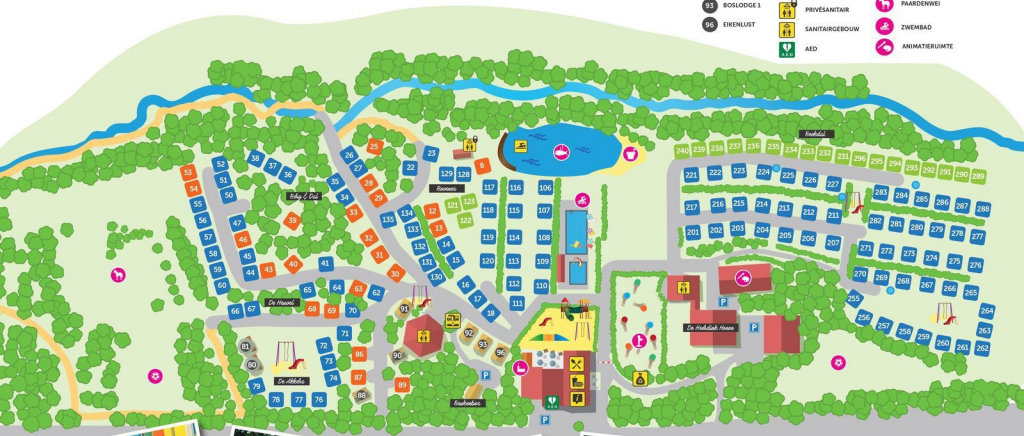 93 BOSLODGE 1
96 EIKENLUST
PRIVÉSANITAIR
SANITAIRGEBOUW
AED
AED
PAARDENWEI
ZWEMBAD
ANIMATIERUIMTE
Beekdal
240 239 238 237 236 235 234 233 232 231 296 295 294 293 292 291 290 289
221 222 223 224 225 226 227
283 284 285 286 287 288
217 216 215 214 213 212 211
282 281 280 279 278 277
201 202 203 204 205 206 207
271 272 273 274 275 276
270 269 268 267 266 265
255 256 257 258 259 260 261 262 263 264
53 54 55 56 57 58 59 60
52 51 50
47 46 45 44 43 40 41
38 37 36 35 34 33 32 31 30
39
26 27 28 29
25
22 23
129 128 6
Berg & Dal
135 134 133 132 131 130
12 13 14 15 16 17 18
121 123 122
117 116 106
118 115 107
119 114 108
120 113 109
112 110
111
De Heuvel
66 67 65 64 63 62
68 69 70
71 72 73 74
86 87 88 89
81 80 79 78 77 76
De Akkers
91 90
92 93 96
P
AED
P
De Hooidijk Hoeve
P
P